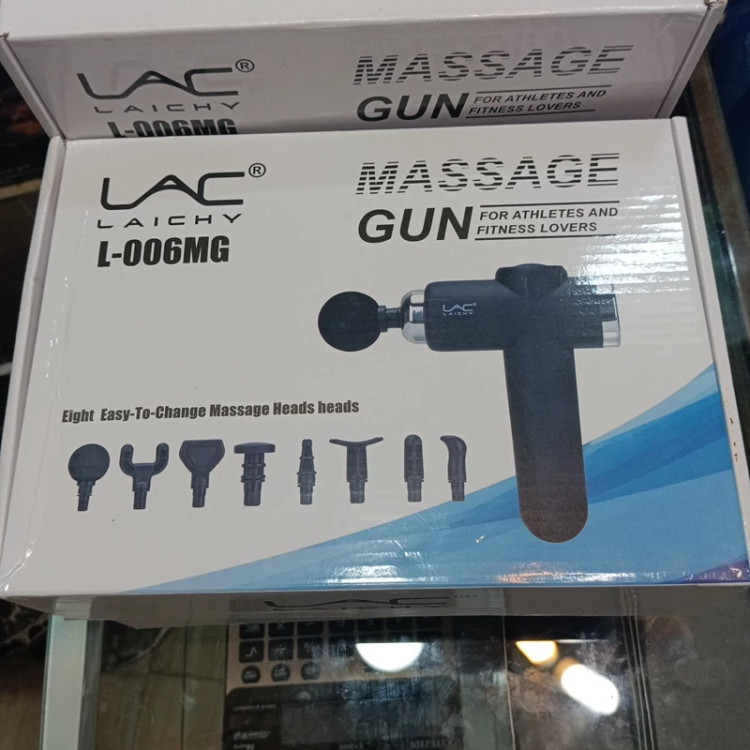 LAC®
LAICHY
L-006MG
MASSAGE
GUN FOR ATHLETES AND
FITNESS LOVERS
LAC®
LAICHY
L-006MG
MASSAGE
GUN FOR ATHLETES AND
FITNESS LOVERS
LAC
LAICHY
Eight Easy-To-Change Massage Heads heads
LAC